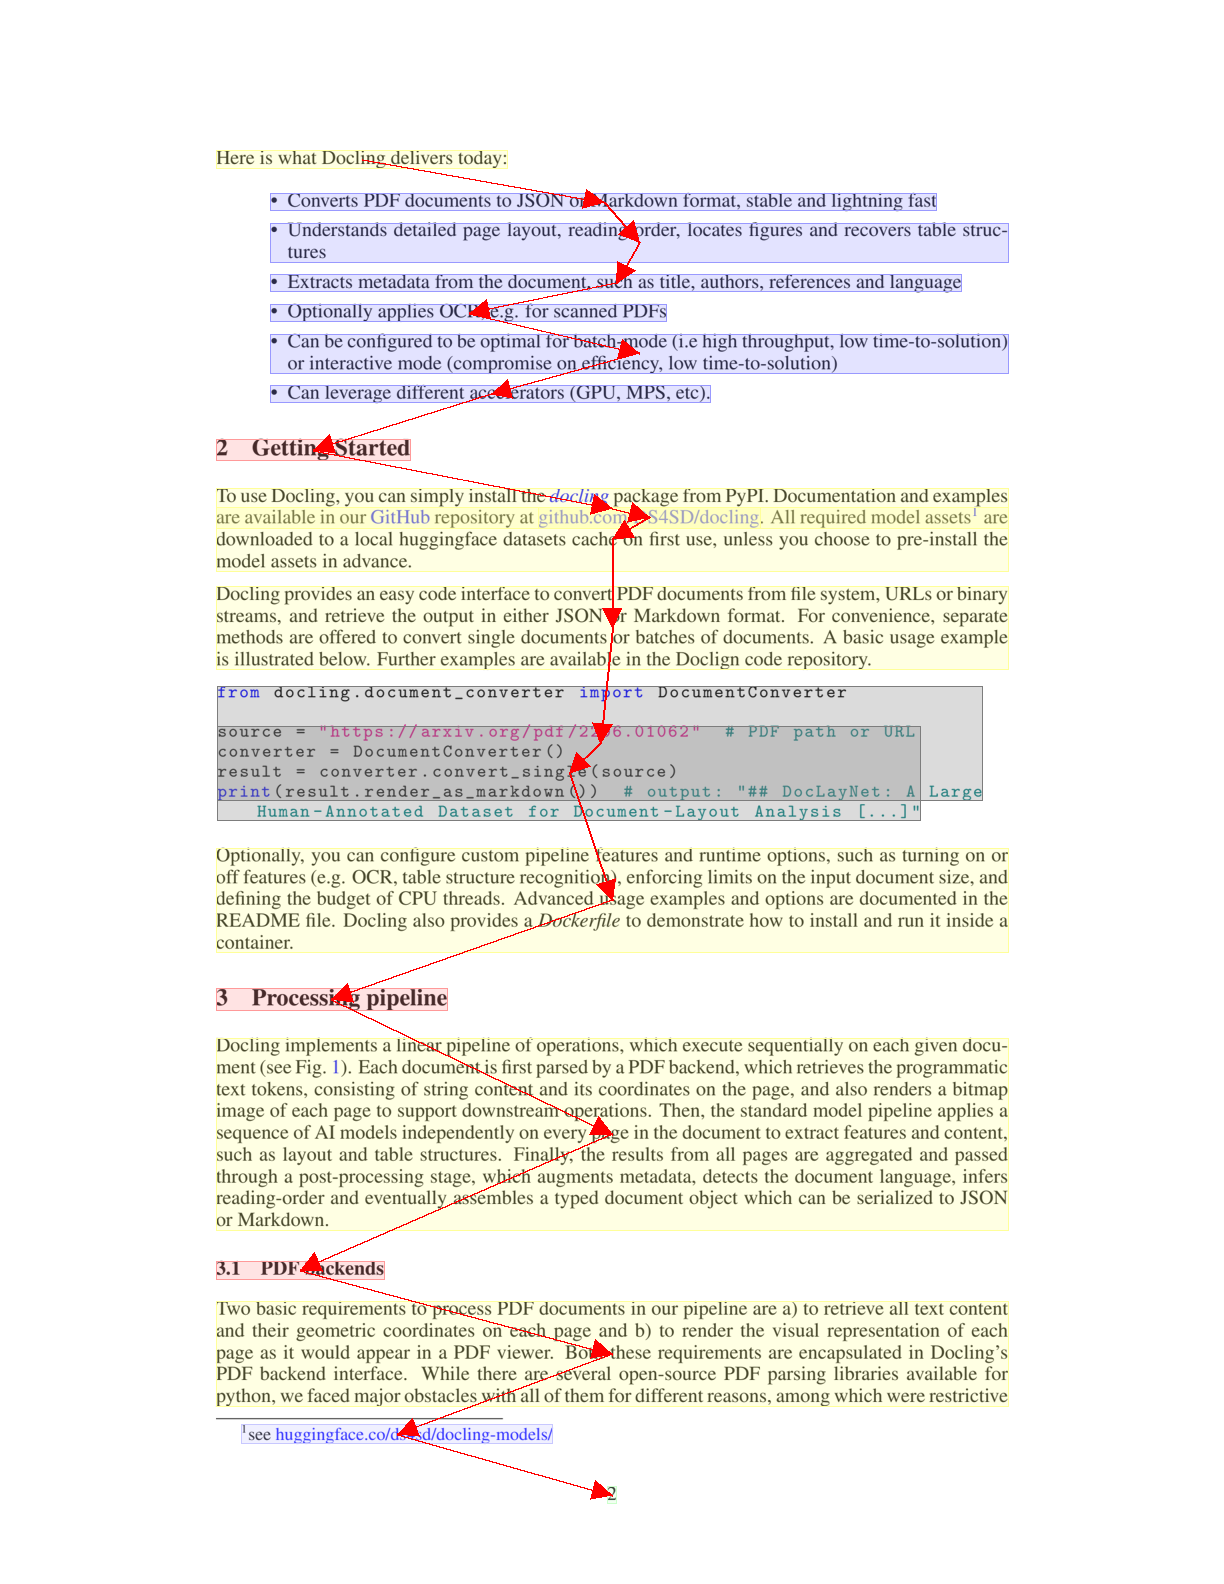 Here is what Docling delivers today:
• Converts PDF documents to JSON or Markdown format, stable and lightning fast
• Understands detailed page layout, reading order, locates figures and recovers table struc-
tures
• Extracts metadata from the document, such as title, authors, references and language
• Optionally applies OCR, e.g. for scanned PDFs
• Can be configured to be optimal for batch-mode (i.e high throughput, low time-to-solution)
or interactive mode (compromise on efficiency, low time-to-solution)
• Can leverage different accelerators (GPU, MPS, etc).
2 Getting Started
To use Docling, you can simply install the docling package from PyPI. Documentation and examples
are available in our GitHub repository at github.com/DS4SD/docling. All required model assets1 are
downloaded to a local huggingface datasets cache on first use, unless you choose to pre-install the
model assets in advance.
Docling provides an easy code interface to convert PDF documents from file system, URLs or binary
streams, and retrieve the output in either JSON or Markdown format. For convenience, separate
methods are offered to convert single documents or batches of documents. A basic usage example
is illustrated below. Further examples are available in the Doclign code repository.
from docling.document_converter import DocumentConverter
source = "https://arxiv.org/pdf/2206.01062" # PDF path or URL
converter = DocumentConverter()
result = converter.convert_single(source)
print(result.render_as_markdown()) # output: "## DocLayNet: A Large
Human-Annotated Dataset for Document-Layout Analysis [...]"
Optionally, you can configure custom pipeline features and runtime options, such as turning on or
off features (e.g. OCR, table structure recognition), enforcing limits on the input document size, and
defining the budget of CPU threads. Advanced usage examples and options are documented in the
README file. Docling also provides a Dockerfile to demonstrate how to install and run it inside a
container.
3 Processing pipeline
Docling implements a linear pipeline of operations, which execute sequentially on each given docu-
ment (see Fig. 1). Each document is first parsed by a PDF backend, which retrieves the programmatic
text tokens, consisting of string content and its coordinates on the page, and also renders a bitmap
image of each page to support downstream operations. Then, the standard model pipeline applies a
sequence of AI models independently on every page in the document to extract features and content,
such as layout and table structures. Finally, the results from all pages are aggregated and passed
through a post-processing stage, which augments metadata, detects the document language, infers
reading-order and eventually assembles a typed document object which can be serialized to JSON
or Markdown.
3.1 PDF backends
Two basic requirements to process PDF documents in our pipeline are a) to retrieve all text content
and their geometric coordinates on each page and b) to render the visual representation of each
page as it would appear in a PDF viewer. Both these requirements are encapsulated in Docling's
PDF backend interface. While there are several open-source PDF parsing libraries available for
python, we faced major obstacles with all of them for different reasons, among which were restrictive
1see huggingface.co/ds4sd/docling-models/
2